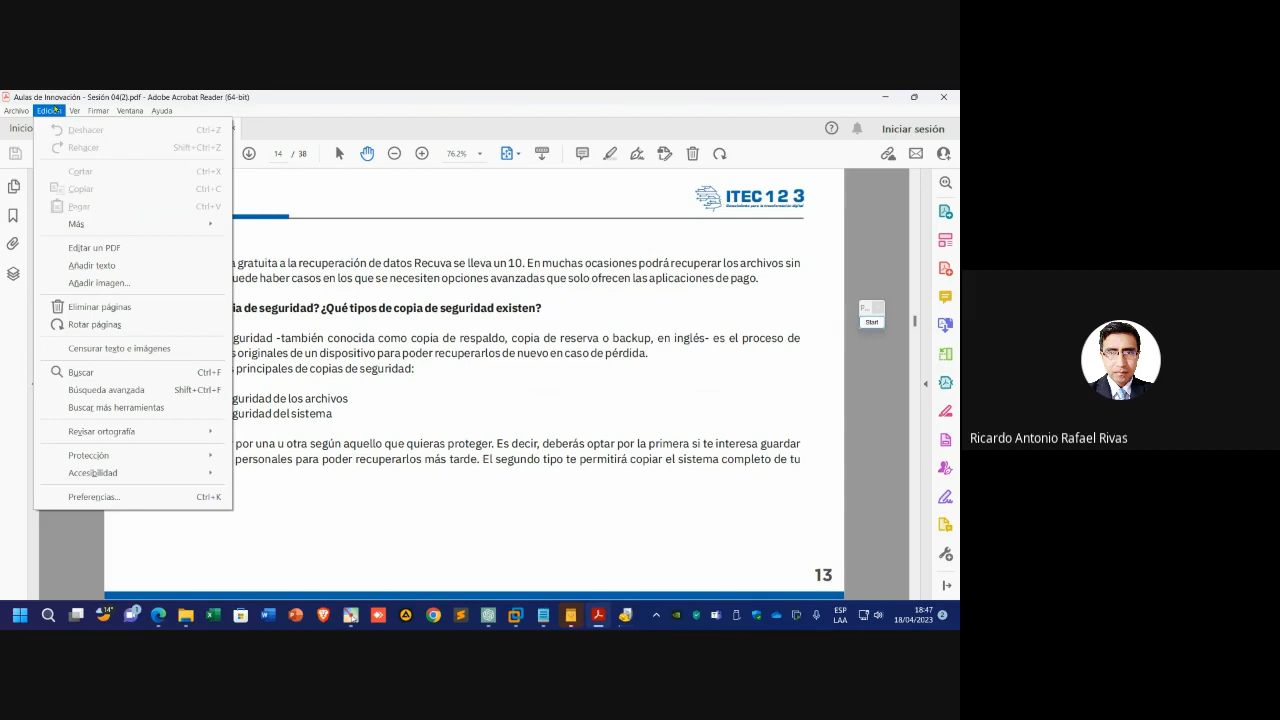 Aulas de Innovación - Sesión 04(2).pdf - Adobe Acrobat Reader (64-bit)
Archivo Edición Ver Firmar Ventana Ayuda
Inicio
Iniciar sesión
14 / 38
76.2%
Deshacer Ctrl+Z
Rehacer Shift+Ctrl+Z
Cortar Ctrl+X
Copiar Ctrl+C
Pegar Ctrl+V
Más
Editar un PDF
Añadir texto
Añadir imagen...
Eliminar páginas
Rotar páginas
Censurar texto e imágenes
Buscar Ctrl+F
Búsqueda avanzada Shift+Ctrl+F
Buscar más herramientas
Revisar ortografía
Protección
Accesibilidad
Preferencias... Ctrl+K
ITEC 1 2 3
gratuita a la recuperación de datos Recuva se lleva un 10. En muchas ocasiones podrá recuperar los archivos sin
uede haber casos en los que se necesiten opciones avanzadas que solo ofrecen las aplicaciones de pago.
ia de seguridad? ¿Qué tipos de copia de seguridad existen?
guridad -también conocida como copia de respaldo, copia de reserva o backup, en inglés- es el proceso de
s originales de un dispositivo para poder recuperarlos de nuevo en caso de pérdida.
s principales de copias de seguridad:
guridad de los archivos
guridad del sistema
r por una u otra según aquello que quieras proteger. Es decir, deberás optar por la primera si te interesa guardar
personales para poder recuperarlos más tarde. El segundo tipo te permitirá copiar el sistema completo de tu
13
Start
Ricardo Antonio Rafael Rivas
14°
ESP
LAA
18:47
18/04/2023